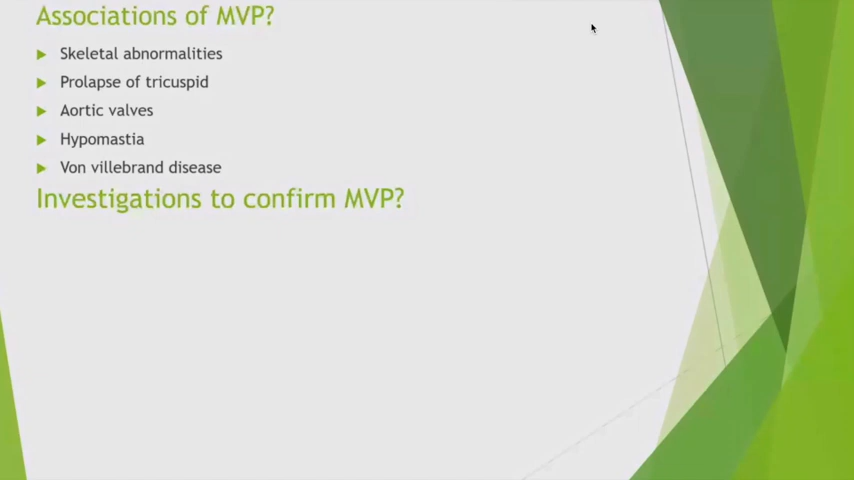 Associations of MVP?
Skeletal abnormalities
Prolapse of tricuspid
Aortic valves
Hypomastia
Von villebrand disease
Investigations to confirm MVP?